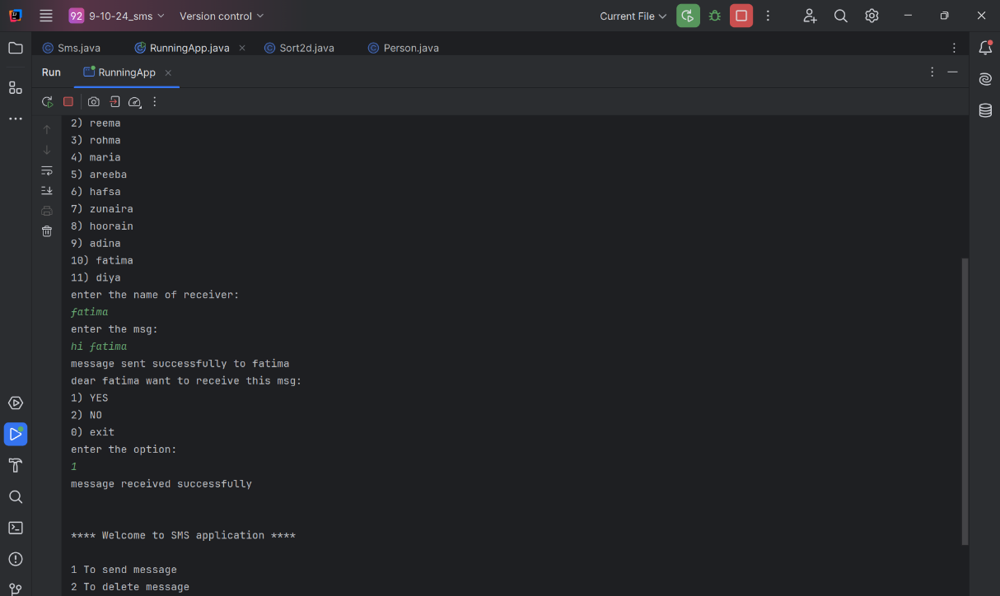 92 9-10-24_sms Version control Current File
Sms.java RunningApp.java Sort2d.java Person.java
Run RunningApp
2) reema
3) rohma
4) maria
5) areeba
6) hafsa
7) zunaira
8) hoorain
9) adina
10) fatima
11) diya
enter the name of receiver:
fatima
enter the msg:
hi fatima
message sent successfully to fatima
dear fatima want to receive this msg:
1) YES
2) NO
0) exit
enter the option:
1
message received successfully
**** Welcome to SMS application ****
1 To send message
2 To delete message